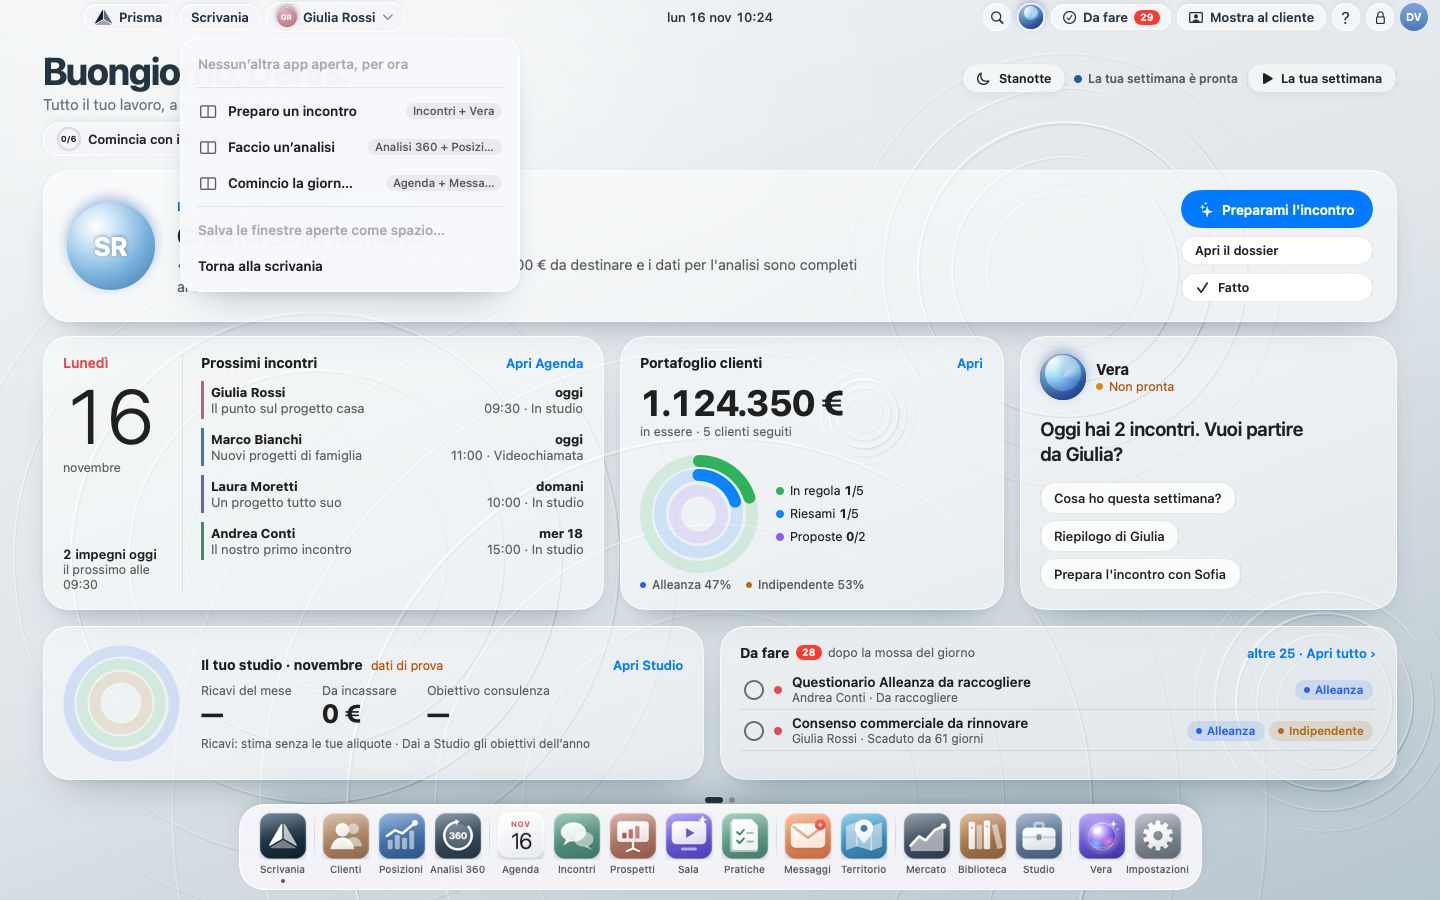 Prisma
Scrivania
GR Giulia Rossi
lun 16 nov 10:24
Da fare 29
Mostra al cliente
?
DV
Buongio
Tutto il tuo lavoro, a
0/6 Comincia con i
Stanotte
La tua settimana è pronta
La tua settimana
Nessun'altra app aperta, per ora
Preparo un incontro Incontri + Vera
Faccio un'analisi Analisi 360 + Posizi...
Comincio la giorn... Agenda + Messa...
Salva le finestre aperte come spazio...
Torna alla scrivania
SR
00 € da destinare e i dati per l'analisi sono completi
Preparami l'incontro
Apri il dossier
Fatto
Lunedì
16
novembre
2 impegni oggi
il prossimo alle
09:30
Prossimi incontri Apri Agenda
Giulia Rossi oggi
Il punto sul progetto casa 09:30 · In studio
Marco Bianchi oggi
Nuovi progetti di famiglia 11:00 · Videochiamata
Laura Moretti domani
Un progetto tutto suo 10:00 · In studio
Andrea Conti mer 18
Il nostro primo incontro 15:00 · In studio
Portafoglio clienti Apri
1.124.350 €
in essere · 5 clienti seguiti
In regola 1/5
Riesami 1/5
Proposte 0/2
Alleanza 47% Indipendente 53%
Vera
Non pronta
Oggi hai 2 incontri. Vuoi partire
da Giulia?
Cosa ho questa settimana?
Riepilogo di Giulia
Prepara l'incontro con Sofia
Il tuo studio · novembre dati di prova Apri Studio
Ricavi del mese Da incassare Obiettivo consulenza
— 0 € —
Ricavi: stima senza le tue aliquote · Dai a Studio gli obiettivi dell'anno
Da fare 28 dopo la mossa del giorno altre 25 · Apri tutto ›
Questionario Alleanza da raccogliere
Andrea Conti · Da raccogliere
Alleanza
Consenso commerciale da rinnovare
Giulia Rossi · Scaduto da 61 giorni
Alleanza Indipendente
360
NOV
16
Scrivania Clienti Posizioni Analisi 360 Agenda Incontri Prospetti Sala Pratiche Messaggi Territorio Mercato Biblioteca Studio Vera Impostazioni